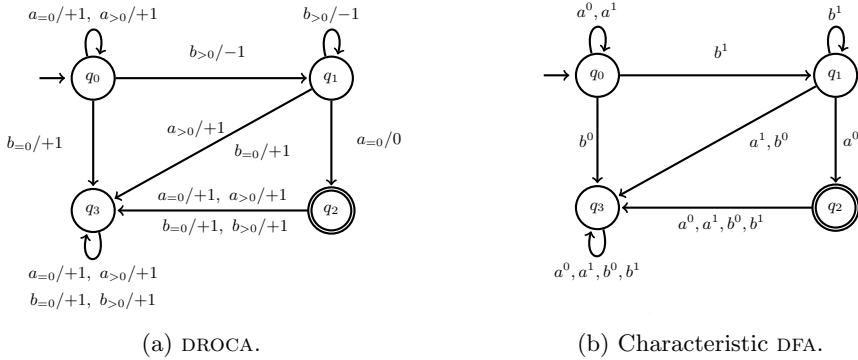 a=0/+1, a>0/+1
b>0/−1
q0
b>0/−1
q1
b=0/+1
a>0/+1
b=0/+1
a=0/0
q3
a=0/+1, a>0/+1
b=0/+1, b>0/+1
q2
a=0/+1, a>0/+1
b=0/+1, b>0/+1
(a) DROCA.
a⁰, a¹
b¹
q0
b¹
q1
b⁰
a¹, b⁰
a⁰
q3
a⁰, a¹, b⁰, b¹
q2
a⁰, a¹, b⁰, b¹
(b) Characteristic DFA.